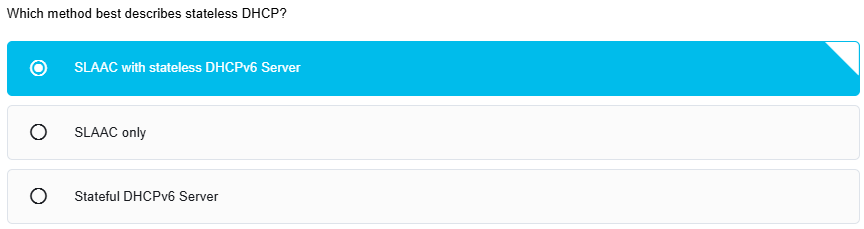 Which method best describes stateless DHCP?
SLAAC with stateless DHCPv6 Server
SLAAC only
Stateful DHCPv6 Server